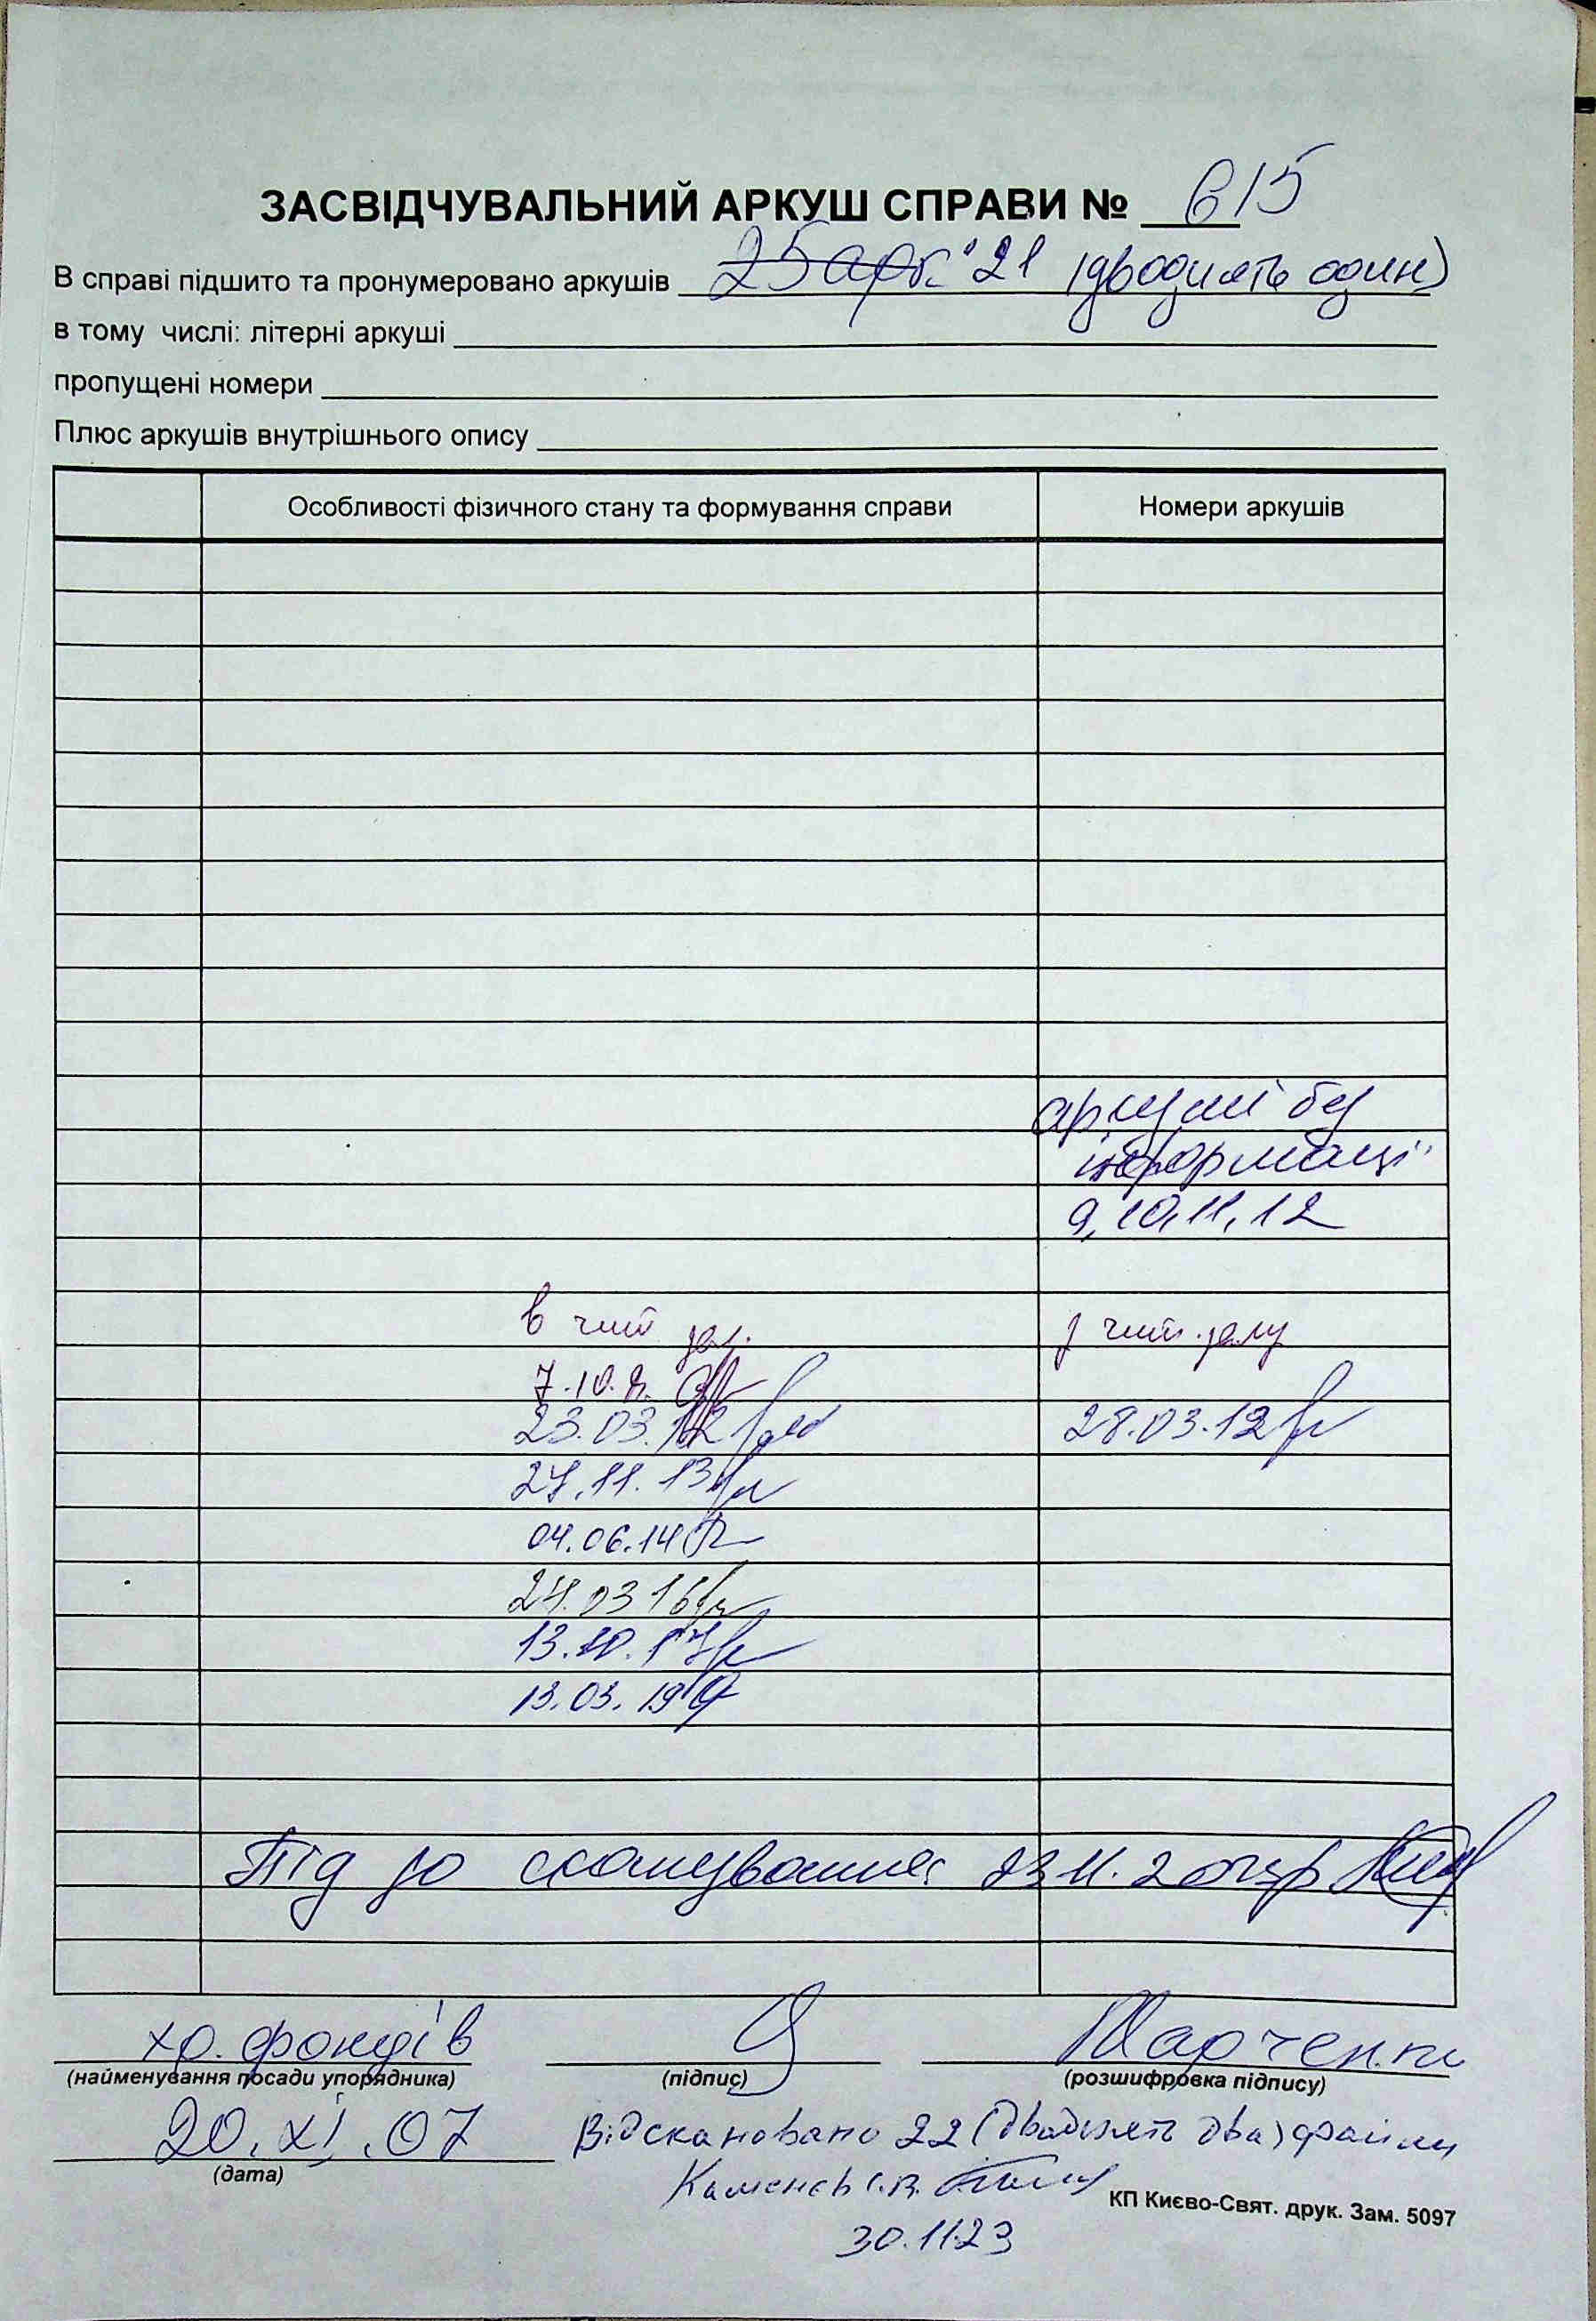 ЗАСВІДЧУВАЛЬНИЙ АРКУШ СПРАВИ № 615
В справі підшито та пронумеровано аркушів 25 арк. 21 (двадцять один)
в тому числі: літерні аркуші
пропущені номери
Плюс аркушів внутрішнього опису
Особливості фізичного стану та формування справи Номери аркушів
аркуші без
інформації
9, 10, 11, 12
в чит зал. з чит. залу
7.10.
23.03.12 28.03.12
27.11.13
04.06.14
24.03 16
13.10.17
13.03.19
до сканування 23 11.
хр. фондів Марченко
(найменування посади упорядника) (підпис) (розшифровка підпису)
20. XI. 07 Відскановано 22 (двадцять два) файли
(дата)
Каменєв
КП Києво-Свят. друк. Зам. 5097
30.11.23